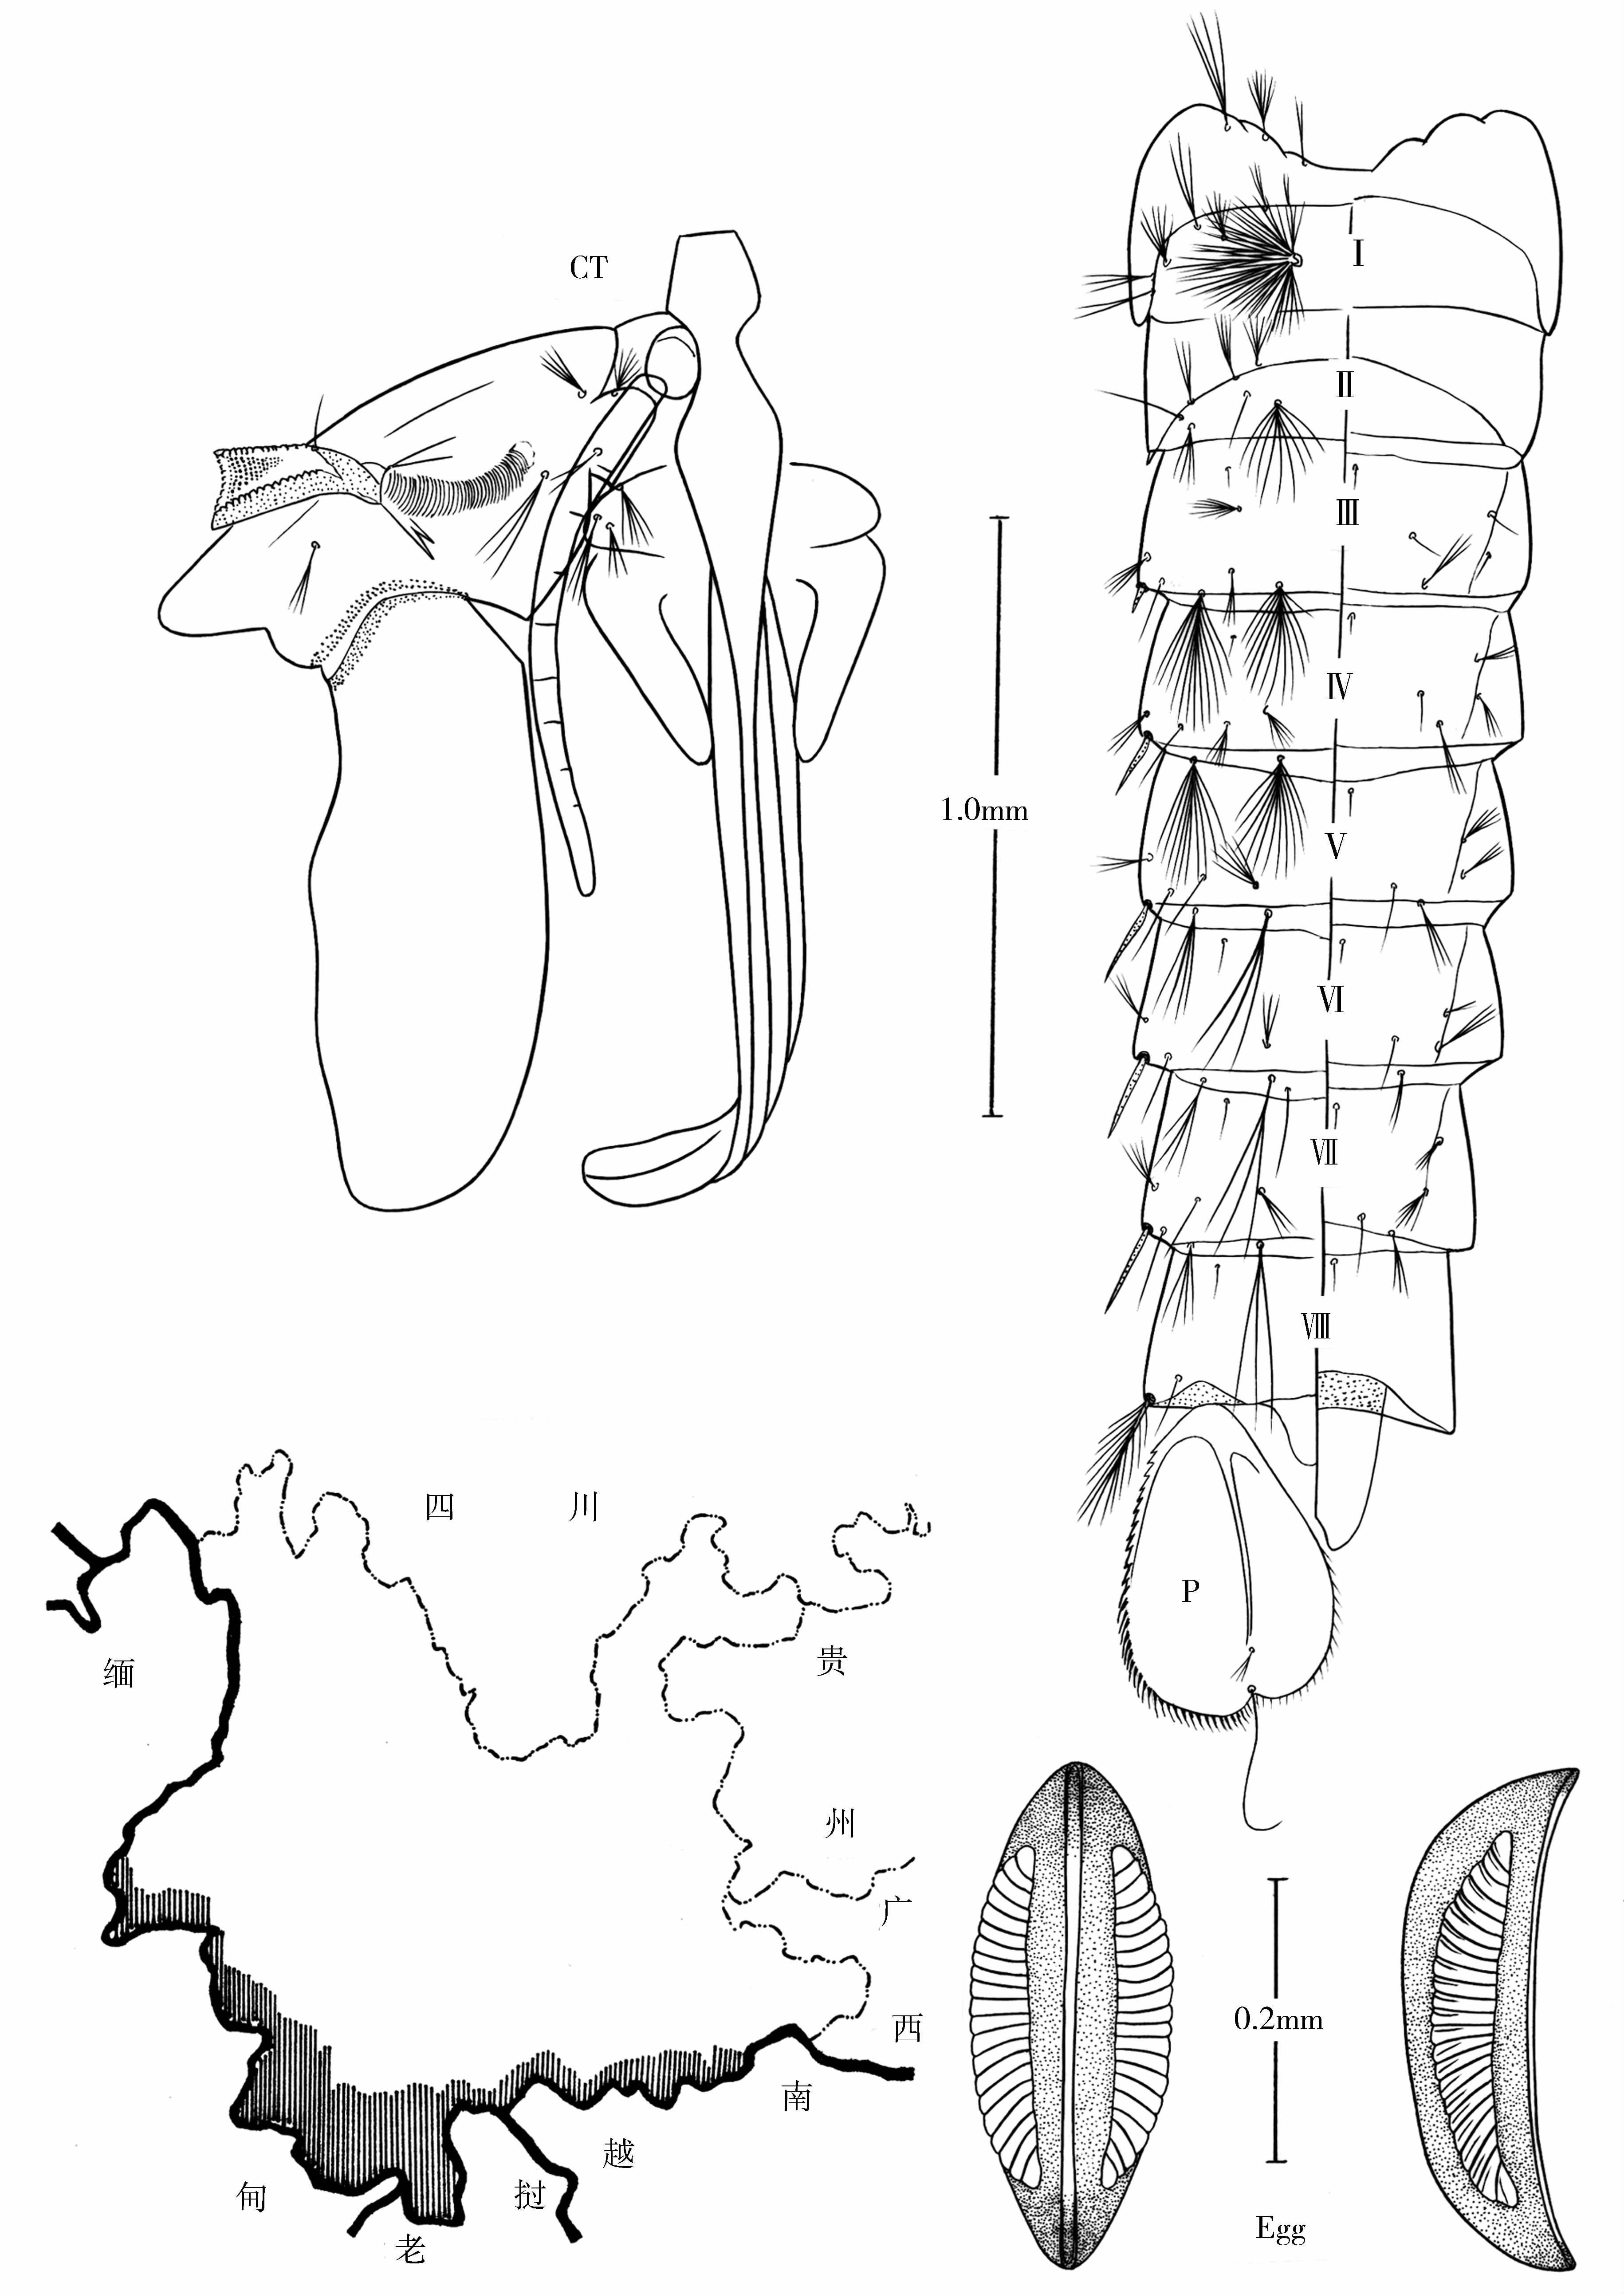 CT
1.0mm
Ⅰ
Ⅱ
Ⅲ
Ⅳ
Ⅴ
Ⅵ
Ⅶ
Ⅷ
P
四 川
缅
贵
州
广
西
南
越
挝
甸
老
0.2mm
Egg